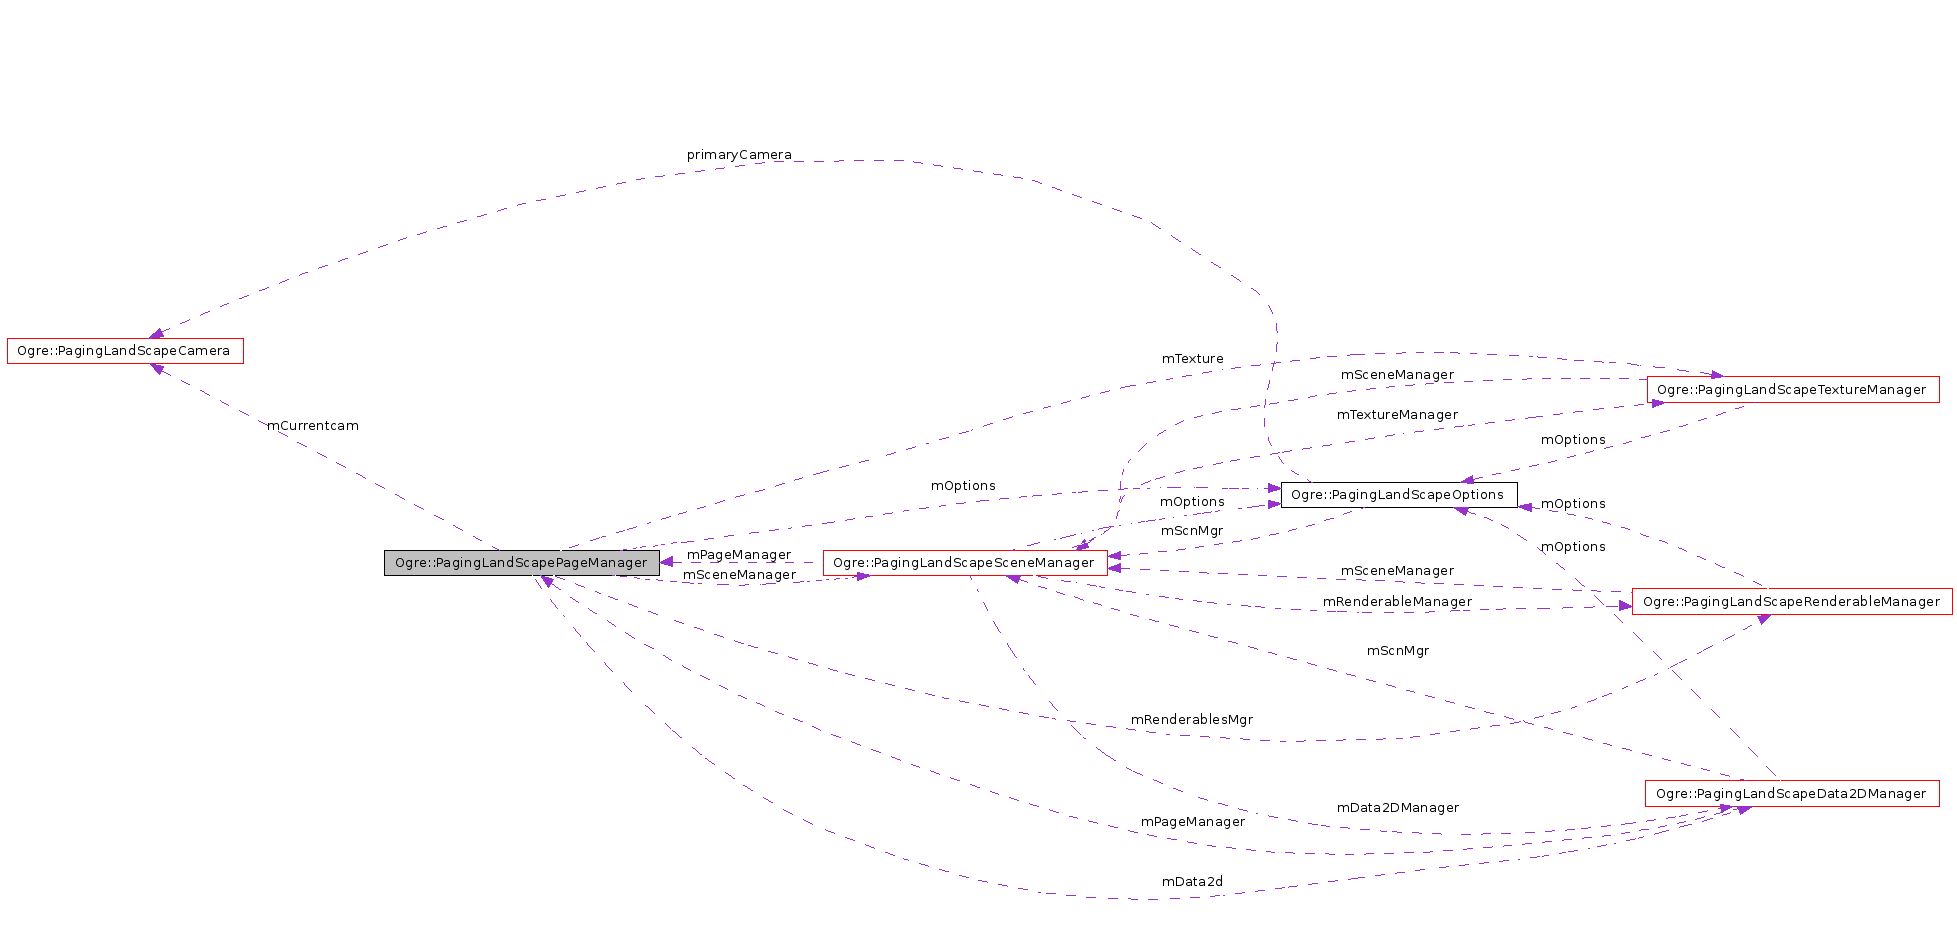 primaryCamera
Ogre::PagingLandScapeCamera
mTexture
mSceneManager
Ogre::PagingLandScapeTextureManager
mTextureManager
mCurrentcam
mOptions
mOptions
Ogre::PagingLandScapeOptions
mOptions
mOptions
mScnMgr
mOptions
mPageManager
Ogre::PagingLandScapePageManager
Ogre::PagingLandScapeSceneManager
mSceneManager
mSceneManager
mRenderableManager
Ogre::PagingLandScapeRenderableManager
mScnMgr
mRenderablesMgr
Ogre::PagingLandScapeData2DManager
mData2DManager
mPageManager
mData2d